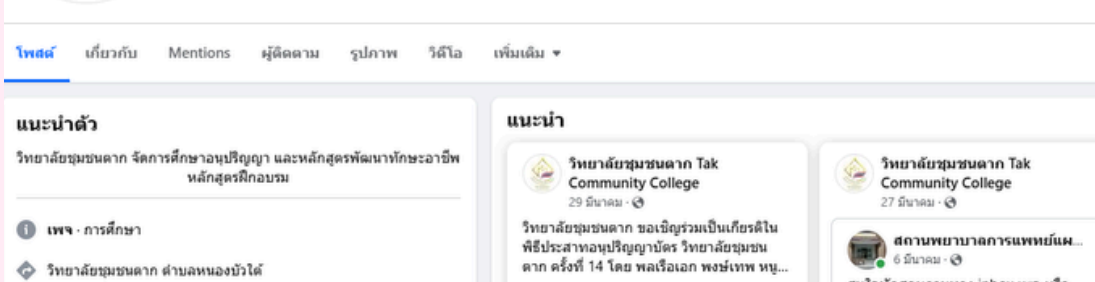 โพสต์ เกี่ยวกับ Mentions ผู้ติดตาม รูปภาพ วิดีโอ เพิ่มเติม
แนะนำตัว
วิทยาลัยชุมชนตาก จัดการศึกษาอนุปริญญา และหลักสูตรพัฒนาทักษะอาชีพ
หลักสูตรฝึกอบรม
เพจ · การศึกษา
วิทยาลัยชุมชนตาก ตำบลหนองบัวใต้
แนะนำ
วิทยาลัยชุมชนตาก Tak
Community College
29 มีนาคม ·
วิทยาลัยชุมชนตาก ขอเชิญร่วมเป็นเกียรติใน
พิธีประสาทอนุปริญญาบัตร วิทยาลัยชุมชน
ตาก ครั้งที่ 14 โดย พลเรือเอก พงษ์เทพ หนู...
วิทยาลัยชุมชนตาก Tak
Community College
27 มีนาคม ·
สถานพยาบาลการแพทย์แผ...
6 มีนาคม ·